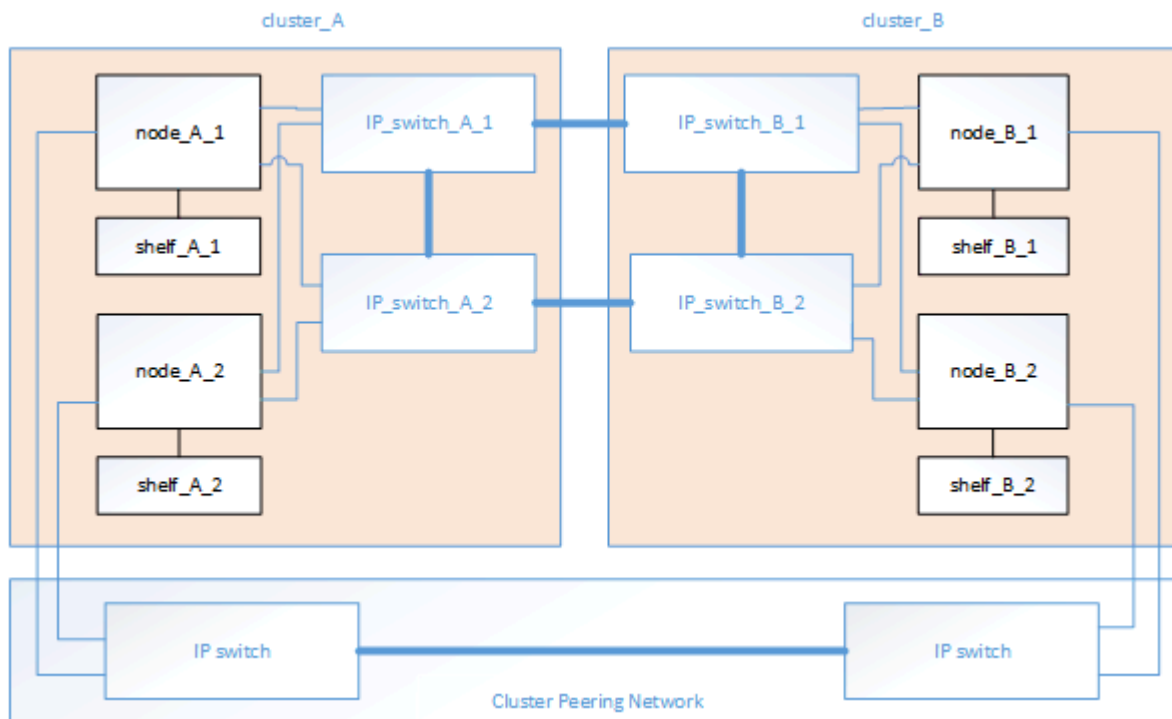 cluster_A
cluster_B
node_A_1
IP_switch_A_1
IP_switch_B_1
node_B_1
shelf_A_1
shelf_B_1
IP_switch_A_2
IP_switch_B_2
node_A_2
node_B_2
shelf_A_2
shelf_B_2
IP switch
IP switch
Cluster Peering Network